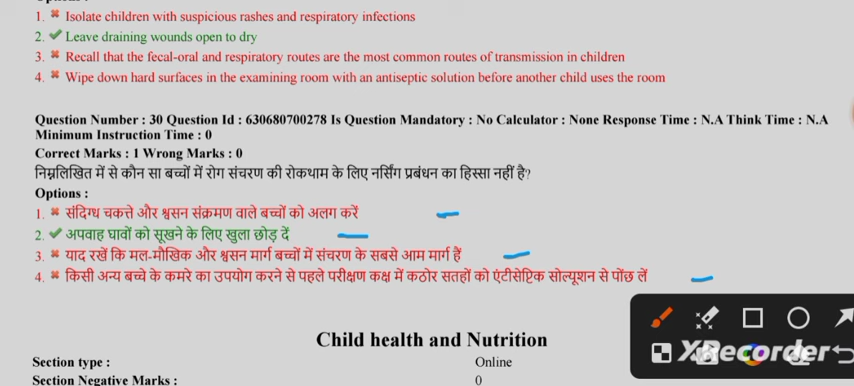 1. Isolate children with suspicious rashes and respiratory infections
2. Leave draining wounds open to dry
3. Recall that the fecal-oral and respiratory routes are the most common routes of transmission in children
4. Wipe down hard surfaces in the examining room with an antiseptic solution before another child uses the room
Question Number : 30 Question Id : 630680700278 Is Question Mandatory : No Calculator : None Response Time : N.A Think Time : N.A
Minimum Instruction Time : 0
Correct Marks : 1 Wrong Marks : 0
निम्नलिखित में से कौन सा बच्चों में रोग संचरण की रोकथाम के लिए नर्सिंग प्रबंधन का हिस्सा नहीं है?
Options :
1. संदिग्ध चकत्ते और श्वसन संक्रमण वाले बच्चों को अलग करें
2. अपवाह घावों को सूखने के लिए खुला छोड़ दें
3. याद रखें कि मल-मौखिक और श्वसन मार्ग बच्चों में संचरण के सबसे आम मार्ग हैं
4. किसी अन्य बच्चे के कमरे का उपयोग करने से पहले परीक्षण कक्ष में कठोर सतहों को एंटीसेप्टिक सोल्यूशन से पोंछ लें
Child health and Nutrition
Section type : Online
Section Negative Marks : 0
XRecorder